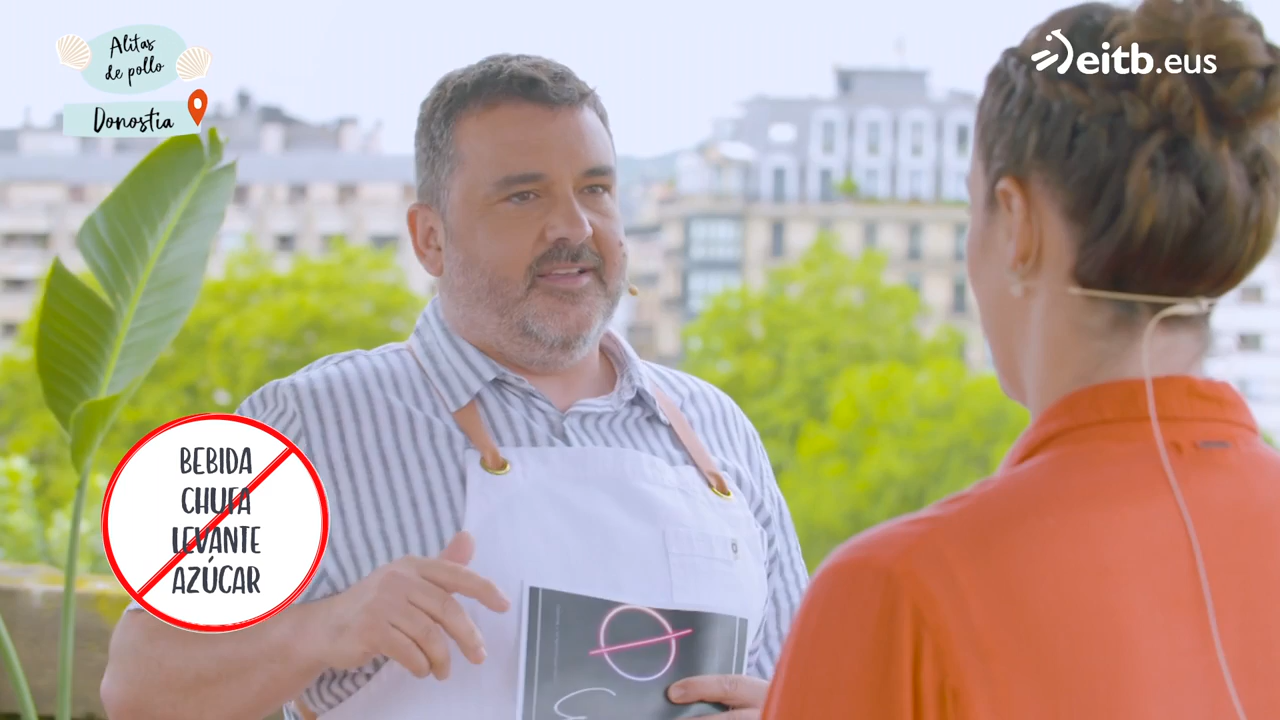 Alitas
de pollo
Donostia
eitb.eus
BEBIDA
CHUFA
LEVANTE
AZÚCAR